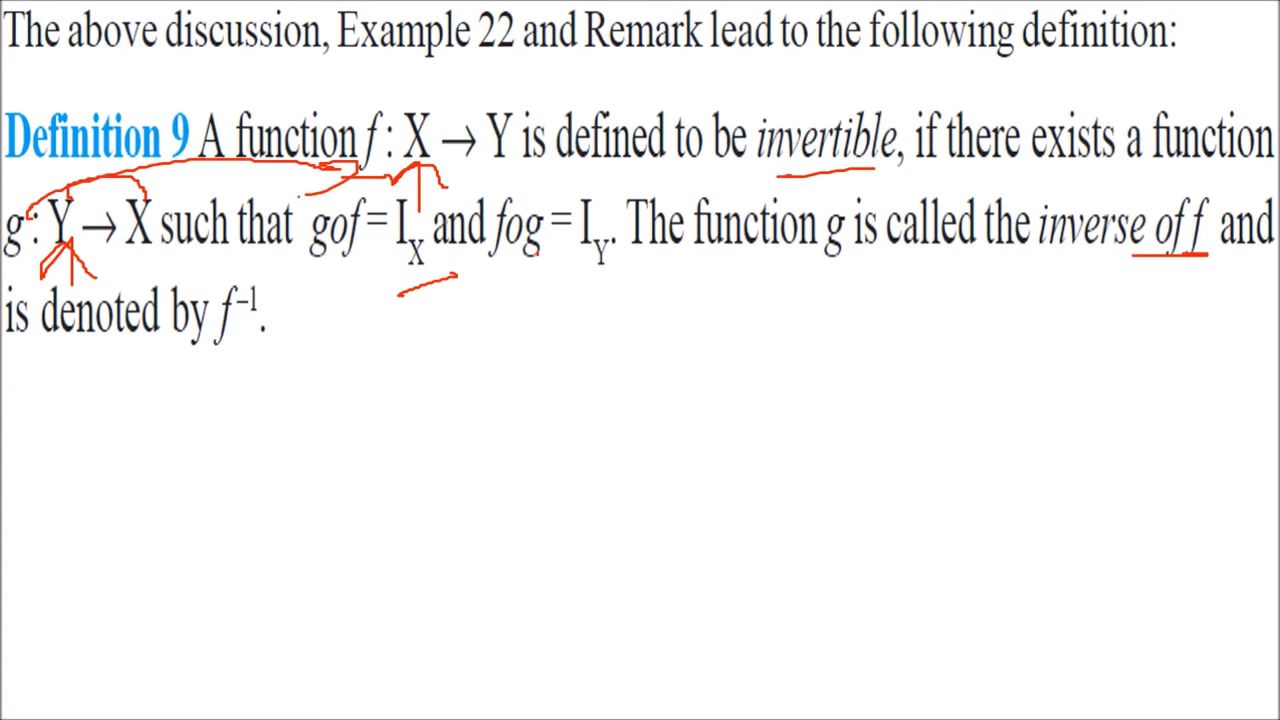 The above discussion, Example 22 and Remark lead to the following definition:
Definition 9 A function f : X → Y is defined to be invertible, if there exists a function
g : Y → X such that gof = I_X and fog = I_Y. The function g is called the inverse of f and
is denoted by f⁻¹.